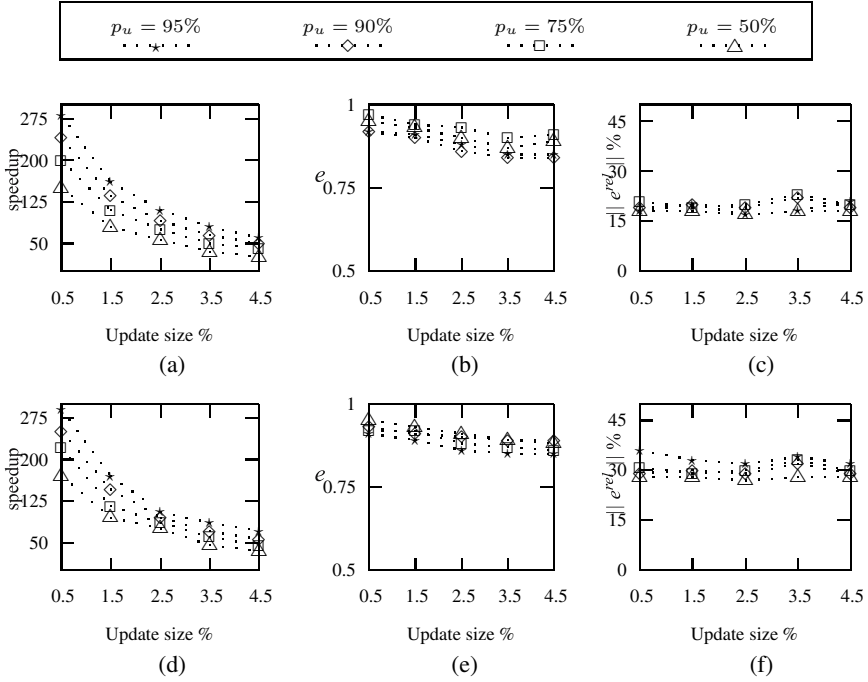 p_u = 95% p_u = 90% p_u = 75% p_u = 50%
275
200
125
50
speedup
0.5 1.5 2.5 3.5 4.5
Update size %
(a)
1
0.75
0.5
e
0.5 1.5 2.5 3.5 4.5
Update size %
(b)
45
30
15
0
|| e_rel || %
0.5 1.5 2.5 3.5 4.5
Update size %
(c)
275
200
125
50
speedup
0.5 1.5 2.5 3.5 4.5
Update size %
(d)
1
0.75
0.5
e
0.5 1.5 2.5 3.5 4.5
Update size %
(e)
45
30
15
0
|| e_rel || %
0.5 1.5 2.5 3.5 4.5
Update size %
(f)